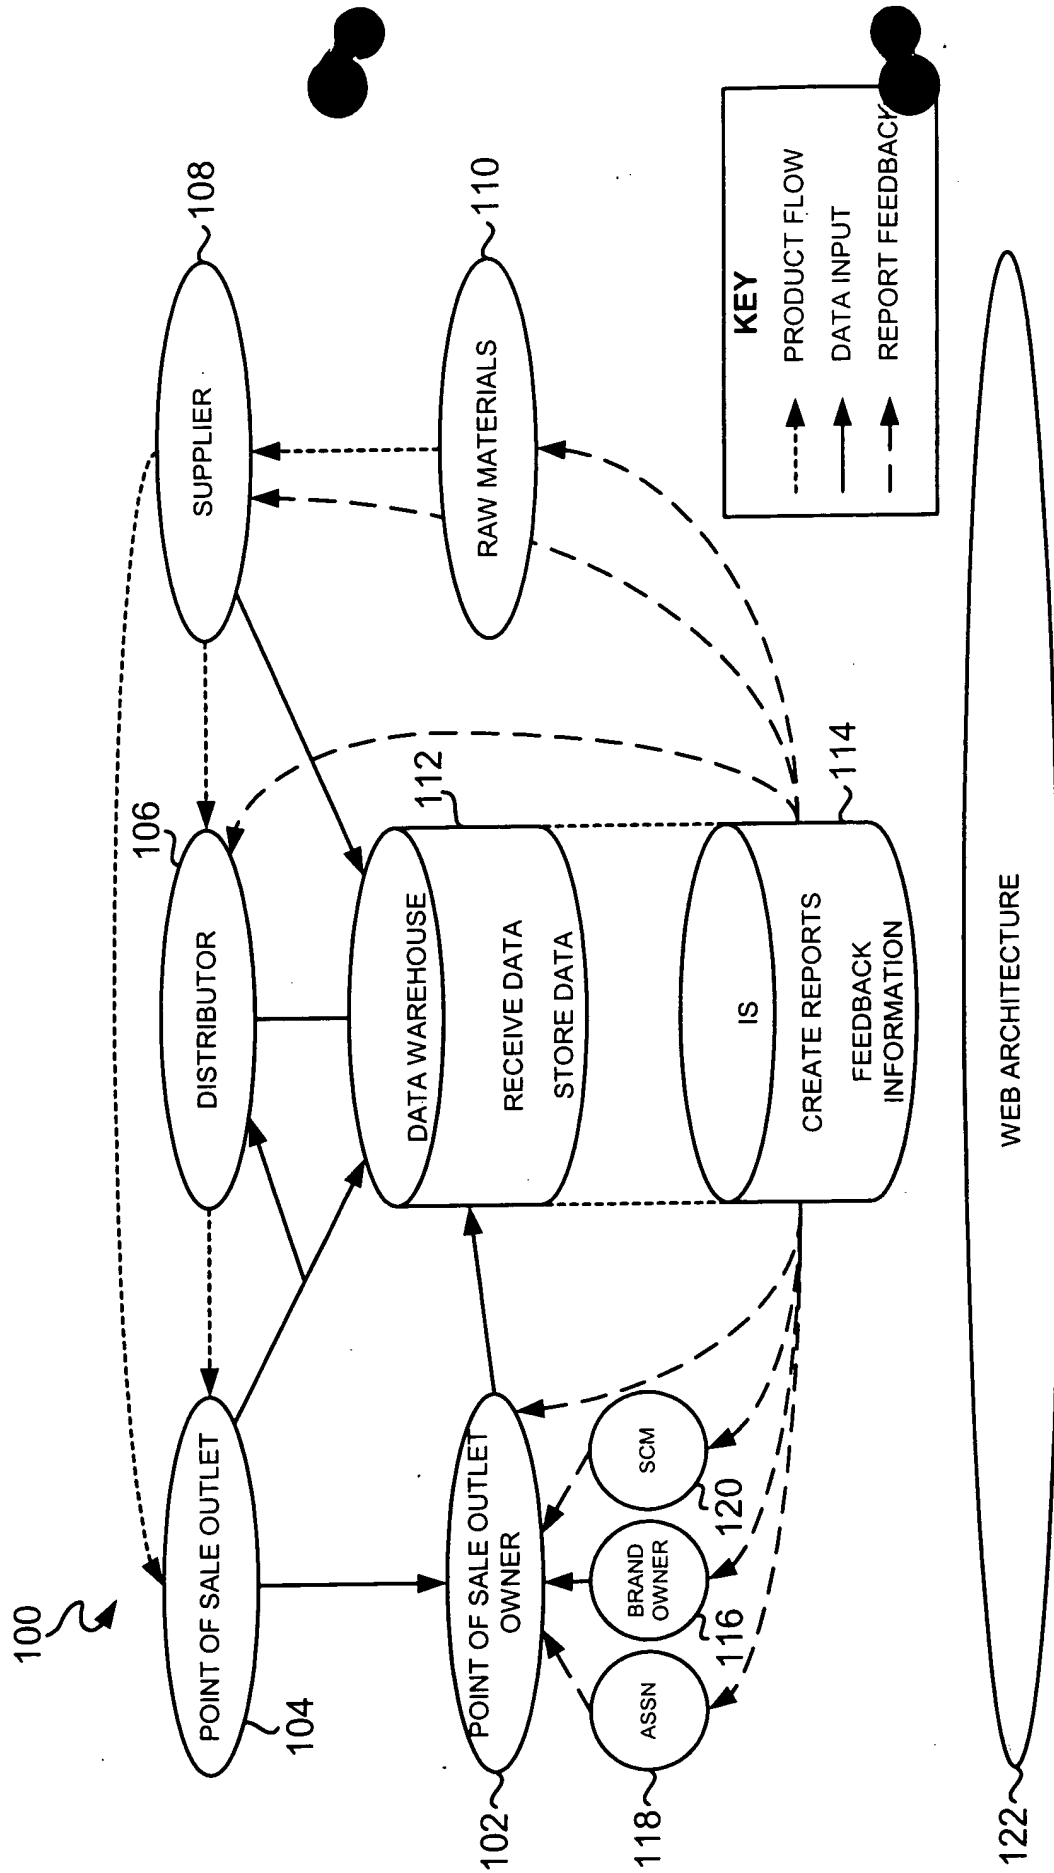 100
108
106
SUPPLIER
DISTRIBUTOR
POINT OF SALE OUTLET
104
110
112
DATA WAREHOUSE
RAW MATERIALS
RECEIVE DATA
STORE DATA
POINT OF SALE OUTLET
OWNER
102
SCM
120
BRAND
OWNER
116
ASSN
118
IS
CREATE REPORTS
FEEDBACK
INFORMATION
114
KEY
PRODUCT FLOW
DATA INPUT
REPORT FEEDBACK
WEB ARCHITECTURE
122